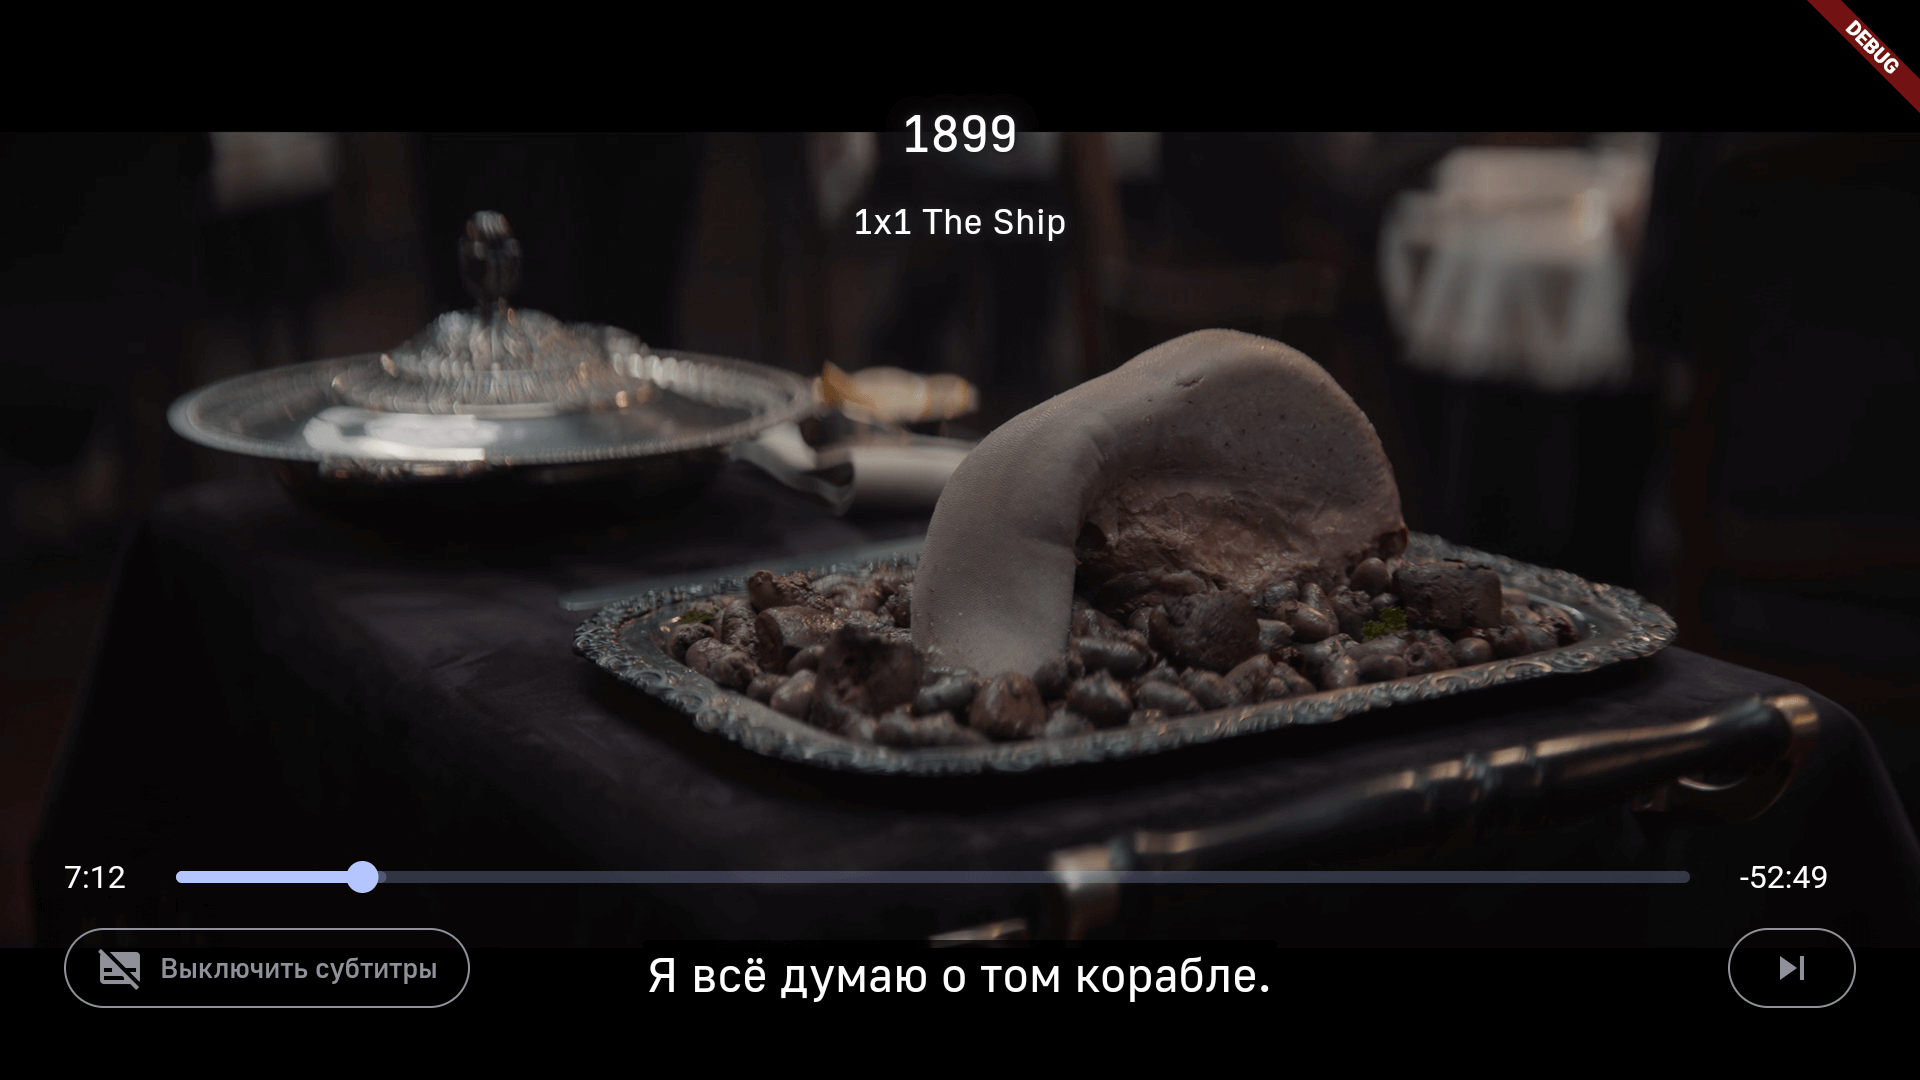 DEBUG
1899
1x1 The Ship
7:12
-52:49
Выключить субтитры
Я всё думаю о том корабле.